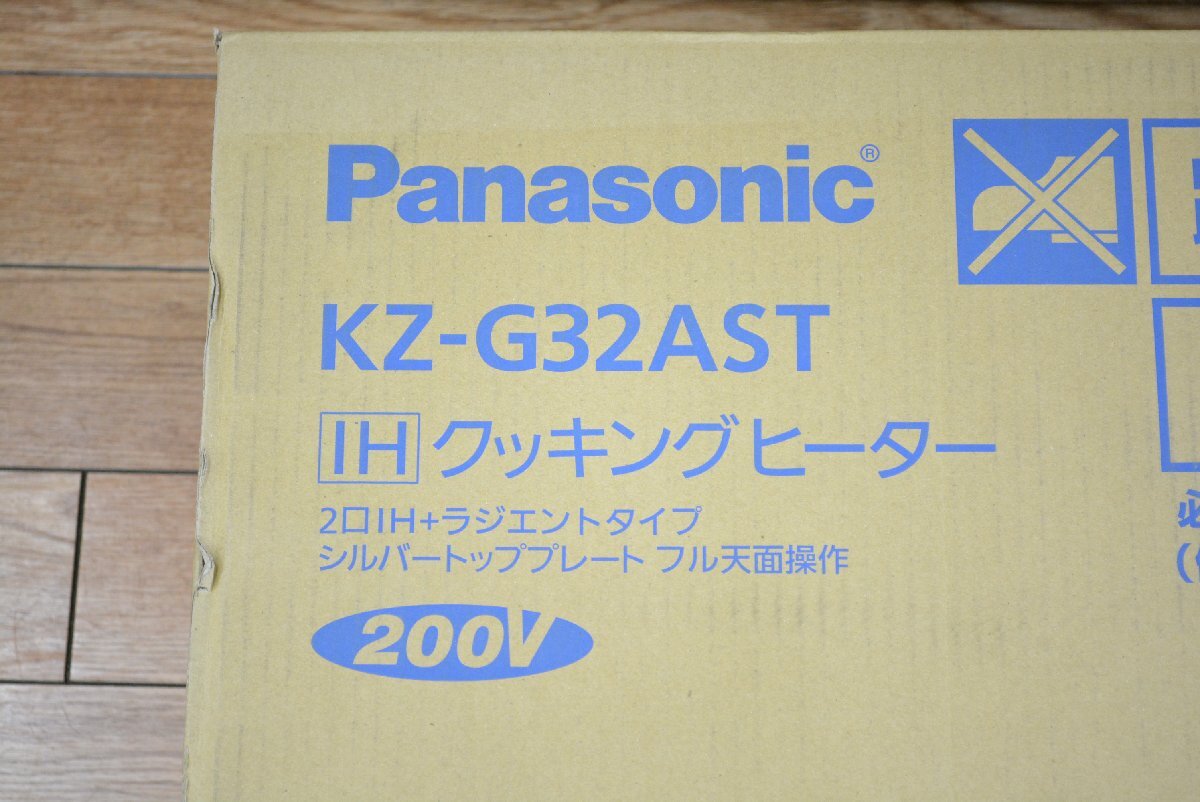 Panasonic®
KZ-G32AST
IH クッキングヒーター
2口IH+ラジエントタイプ
シルバートッププレート フル天面操作
200V